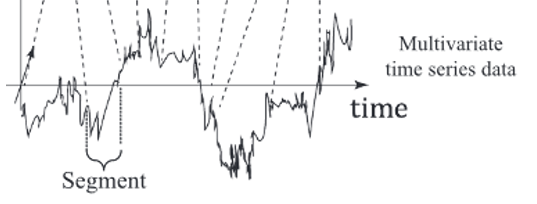 Multivariate
time series data
time
Segment